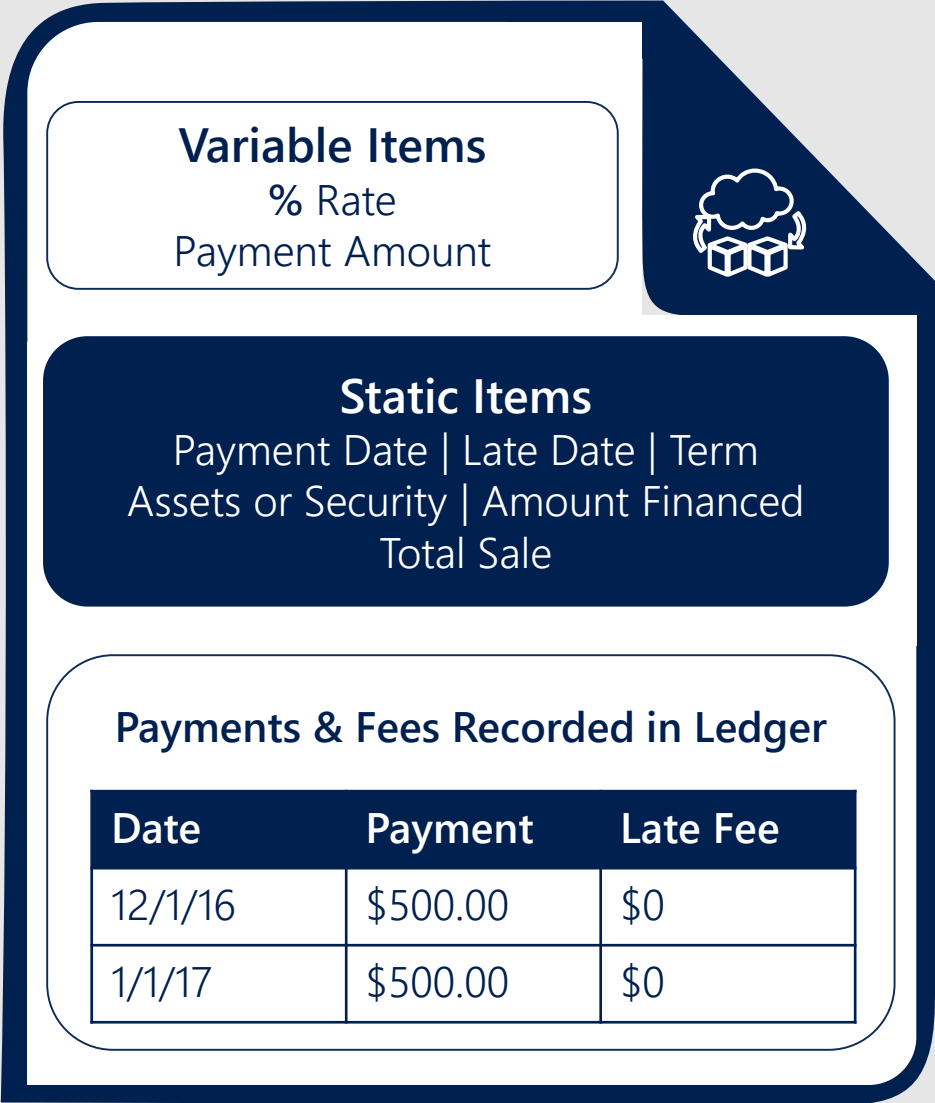 Variable Items
% Rate
Payment Amount
Static Items
Payment Date | Late Date | Term
Assets or Security | Amount Financed
Total Sale
Payments & Fees Recorded in Ledger
Date Payment Late Fee
12/1/16 $500.00 $0
1/1/17 $500.00 $0